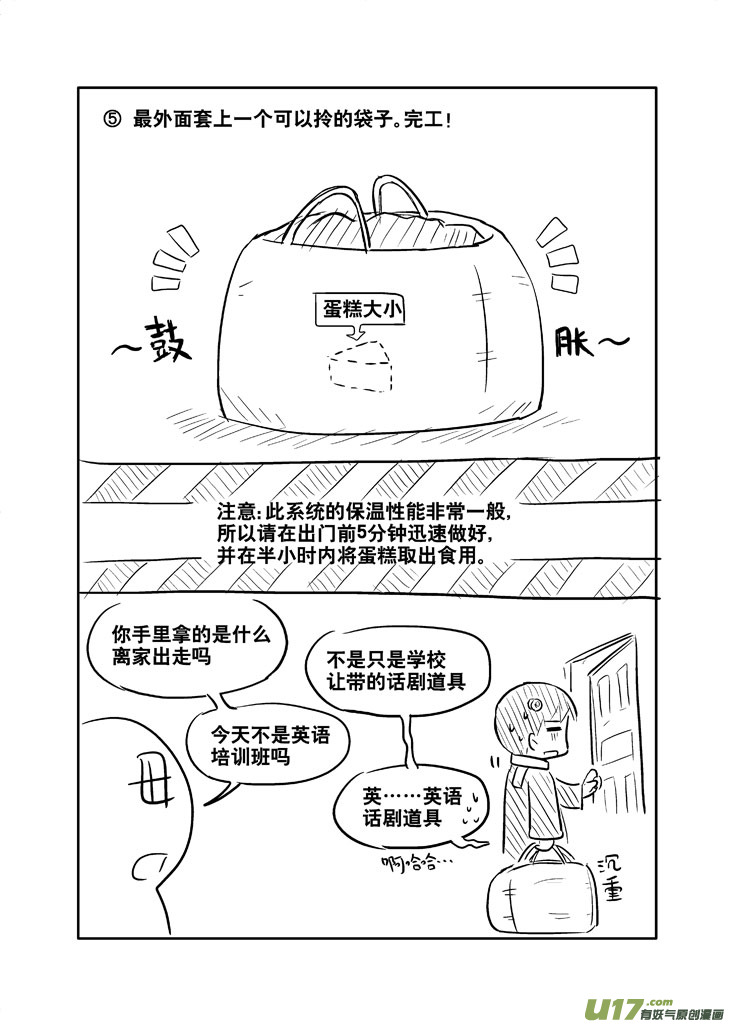 ⑤ 最外面套上一个可以拎的袋子。完工！
蛋糕大小
～鼓
胀～
注意:此系统的保温性能非常一般,
所以请在出门前5分钟迅速做好,
并在半小时内将蛋糕取出食用。
你手里拿的是什么
离家出走吗
今天不是英语
培训班吗
不是只是学校
让带的话剧道具
英……英语
话剧道具
啊哈哈…
沉重
母
U17.com
有妖气原创漫画